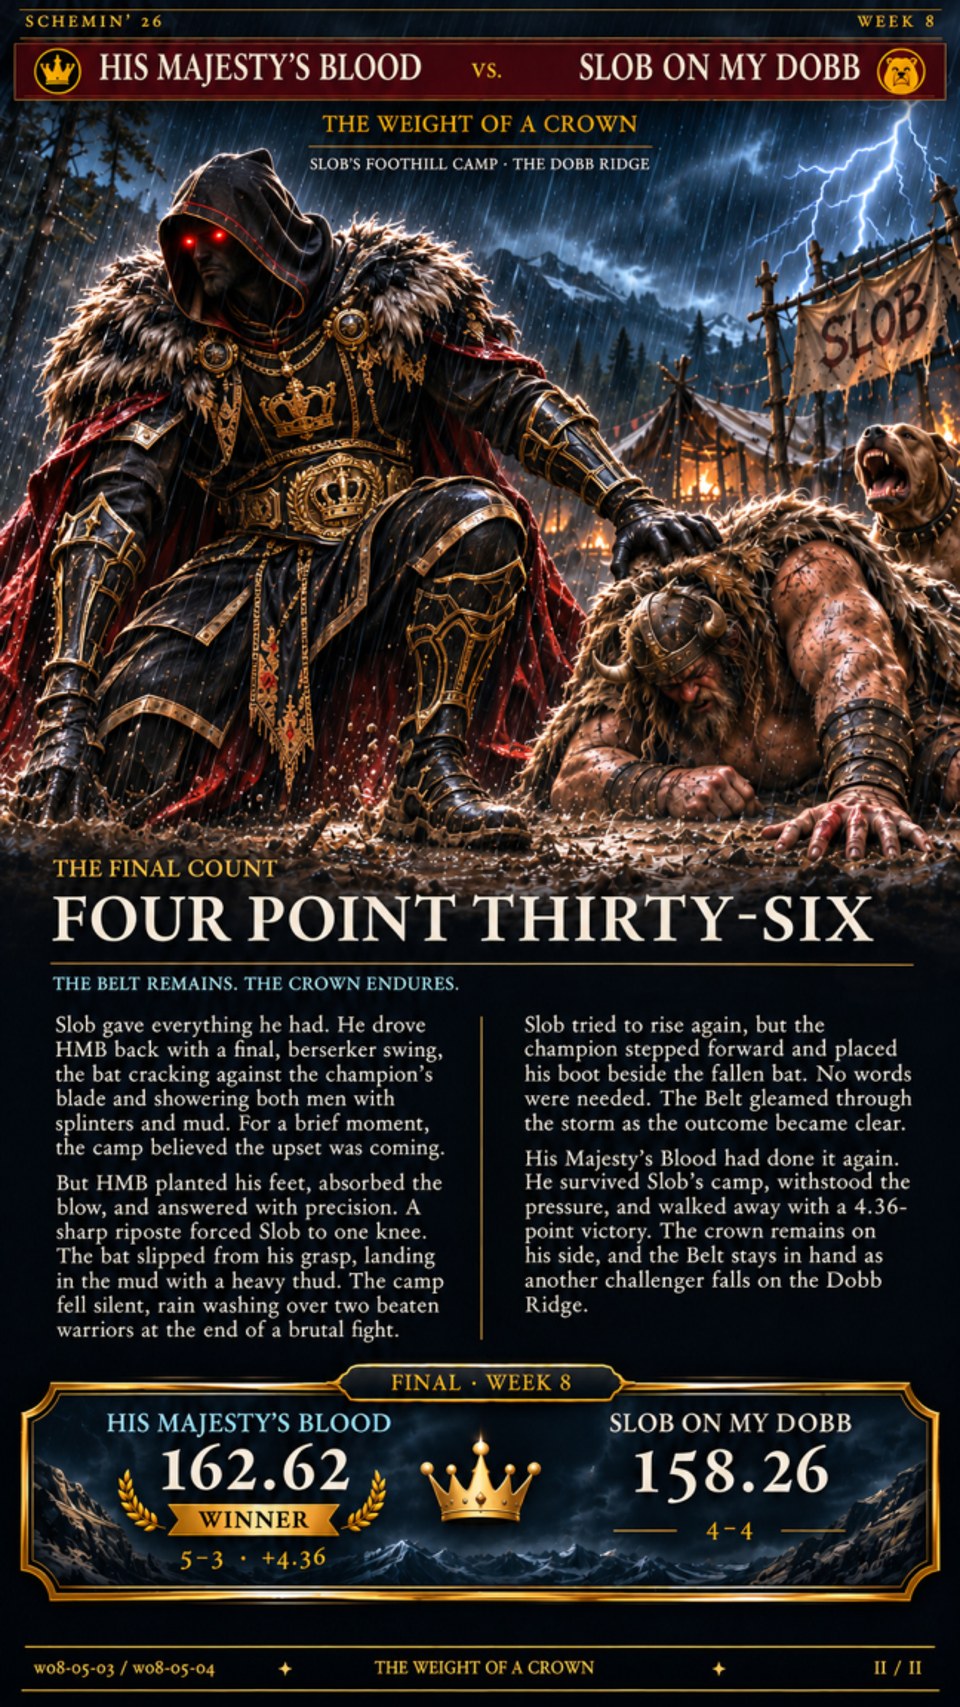 SCHEMIN' 26
WEEK 8
HIS MAJESTY'S BLOOD
VS.
SLOB ON MY DOBB
THE WEIGHT OF A CROWN
SLOB'S FOOTHILL CAMP · THE DOBB RIDGE
SLOB
THE FINAL COUNT
FOUR POINT THIRTY-SIX
THE BELT REMAINS. THE CROWN ENDURES.
Slob gave everything he had. He drove
HMB back with a final, berserker swing,
the bat cracking against the champion's
blade and showering both men with
splinters and mud. For a brief moment,
the camp believed the upset was coming.
But HMB planted his feet, absorbed the
blow, and answered with precision. A
sharp riposte forced Slob to one knee.
The bat slipped from his grasp, landing
in the mud with a heavy thud. The camp
fell silent, rain washing over two beaten
warriors at the end of a brutal fight.
Slob tried to rise again, but the
champion stepped forward and placed
his boot beside the fallen bat. No words
were needed. The Belt gleamed through
the storm as the outcome became clear.
His Majesty's Blood had done it again.
He survived Slob's camp, withstood the
pressure, and walked away with a 4.36-
point victory. The crown remains on
his side, and the Belt stays in hand as
another challenger falls on the Dobb
Ridge.
FINAL · WEEK 8
HIS MAJESTY'S BLOOD
162.62
WINNER
5-3 · +4.36
SLOB ON MY DOBB
158.26
4-4
w08-05-03 / w08-05-04
THE WEIGHT OF A CROWN
II / II